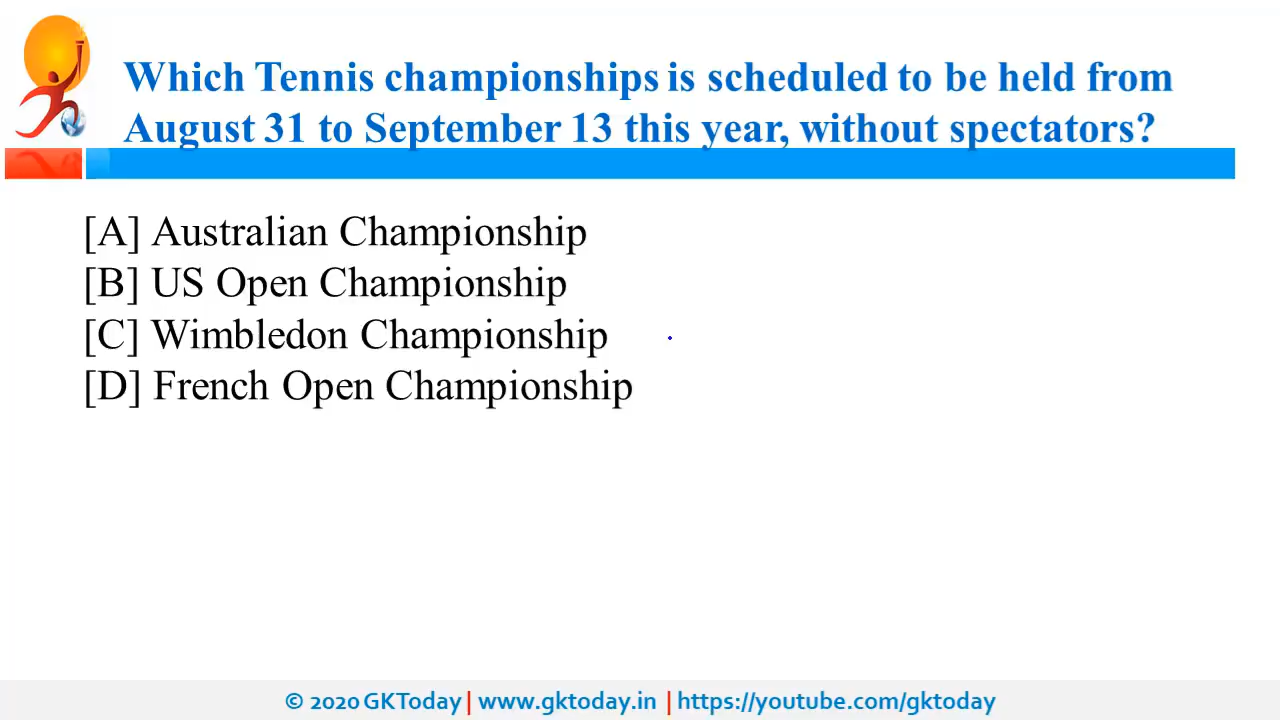 Which Tennis championships is scheduled to be held from
August 31 to September 13 this year, without spectators?
[A] Australian Championship
[B] US Open Championship
[C] Wimbledon Championship
[D] French Open Championship
© 2020 GKToday | www.gktoday.in | https://youtube.com/gktoday